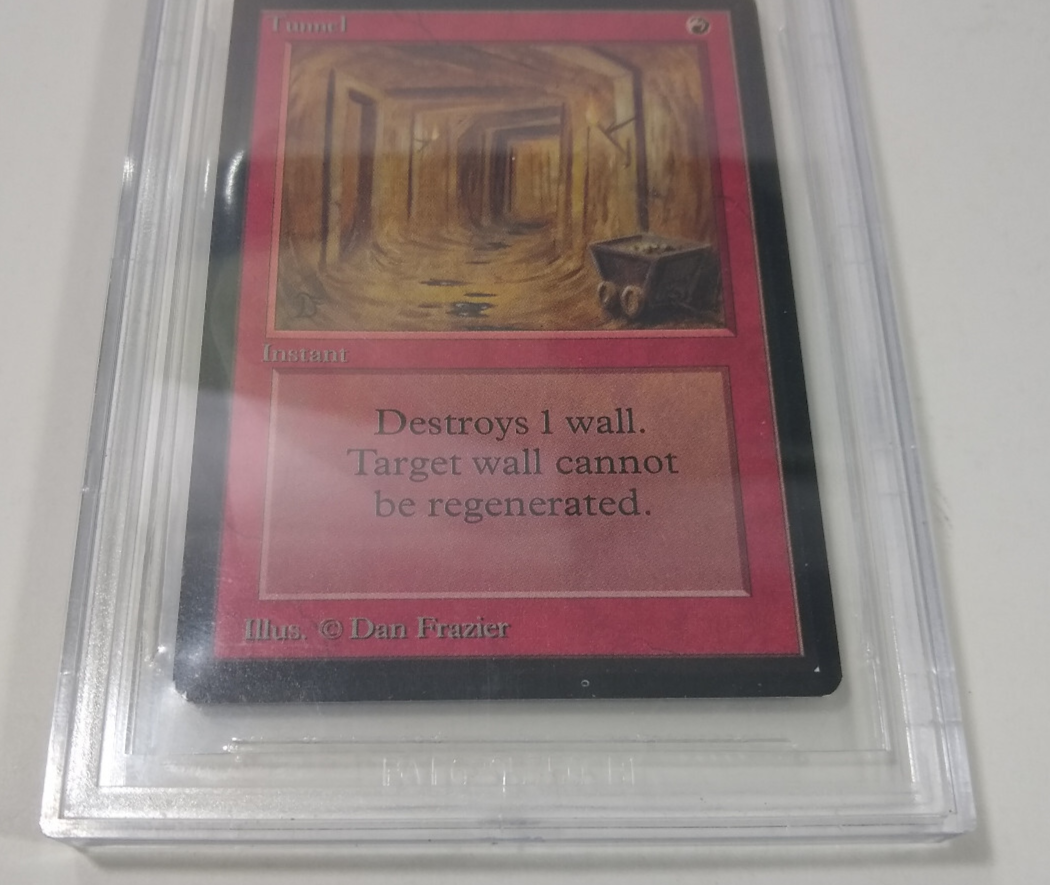 Tunnel
Instant
Destroys 1 wall.
Target wall cannot
be regenerated.
Illus. © Dan Frazier